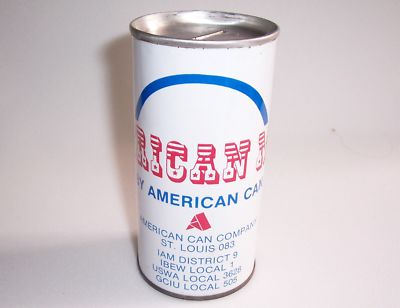 RICAN
BY AMERICAN CAN
AMERICAN CAN COMPANY
ST. LOUIS 083
IAM DISTRICT 9
IBEW LOCAL 1
USWA LOCAL 3628
GCIU LOCAL 505